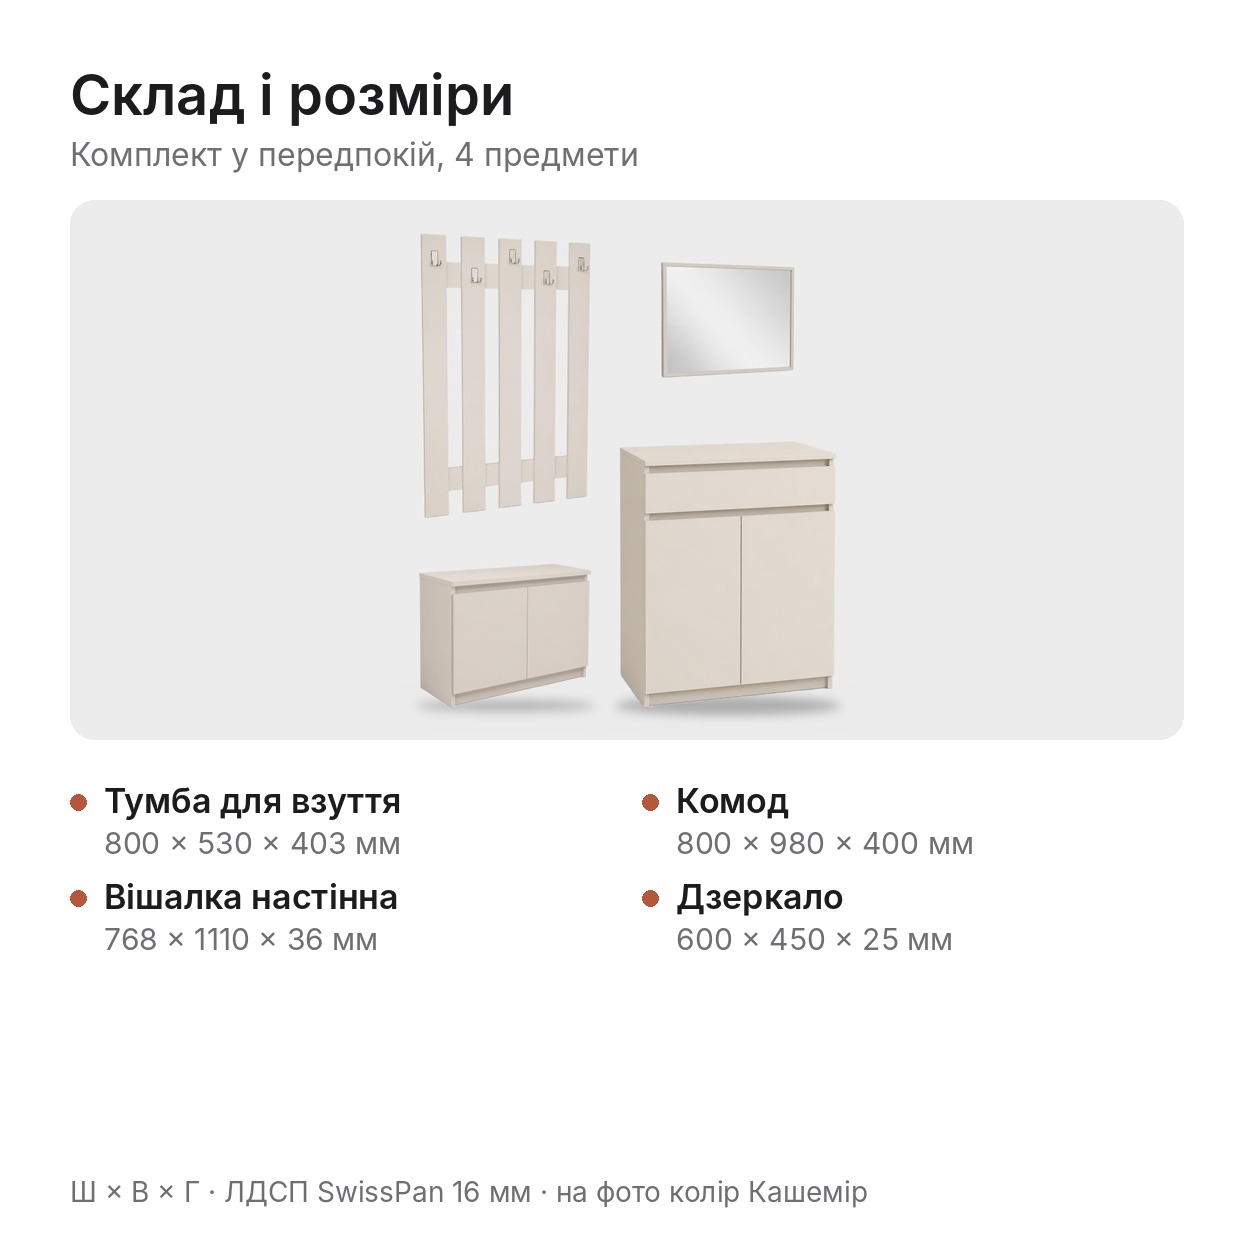 Склад і розміри
Комплект у передпокій, 4 предмети
Тумба для взуття
800 × 530 × 403 мм
Комод
800 × 980 × 400 мм
Вішалка настінна
768 × 1110 × 36 мм
Дзеркало
600 × 450 × 25 мм
Ш × В × Г · ЛДСП SwissPan 16 мм · на фото колір Кашемір